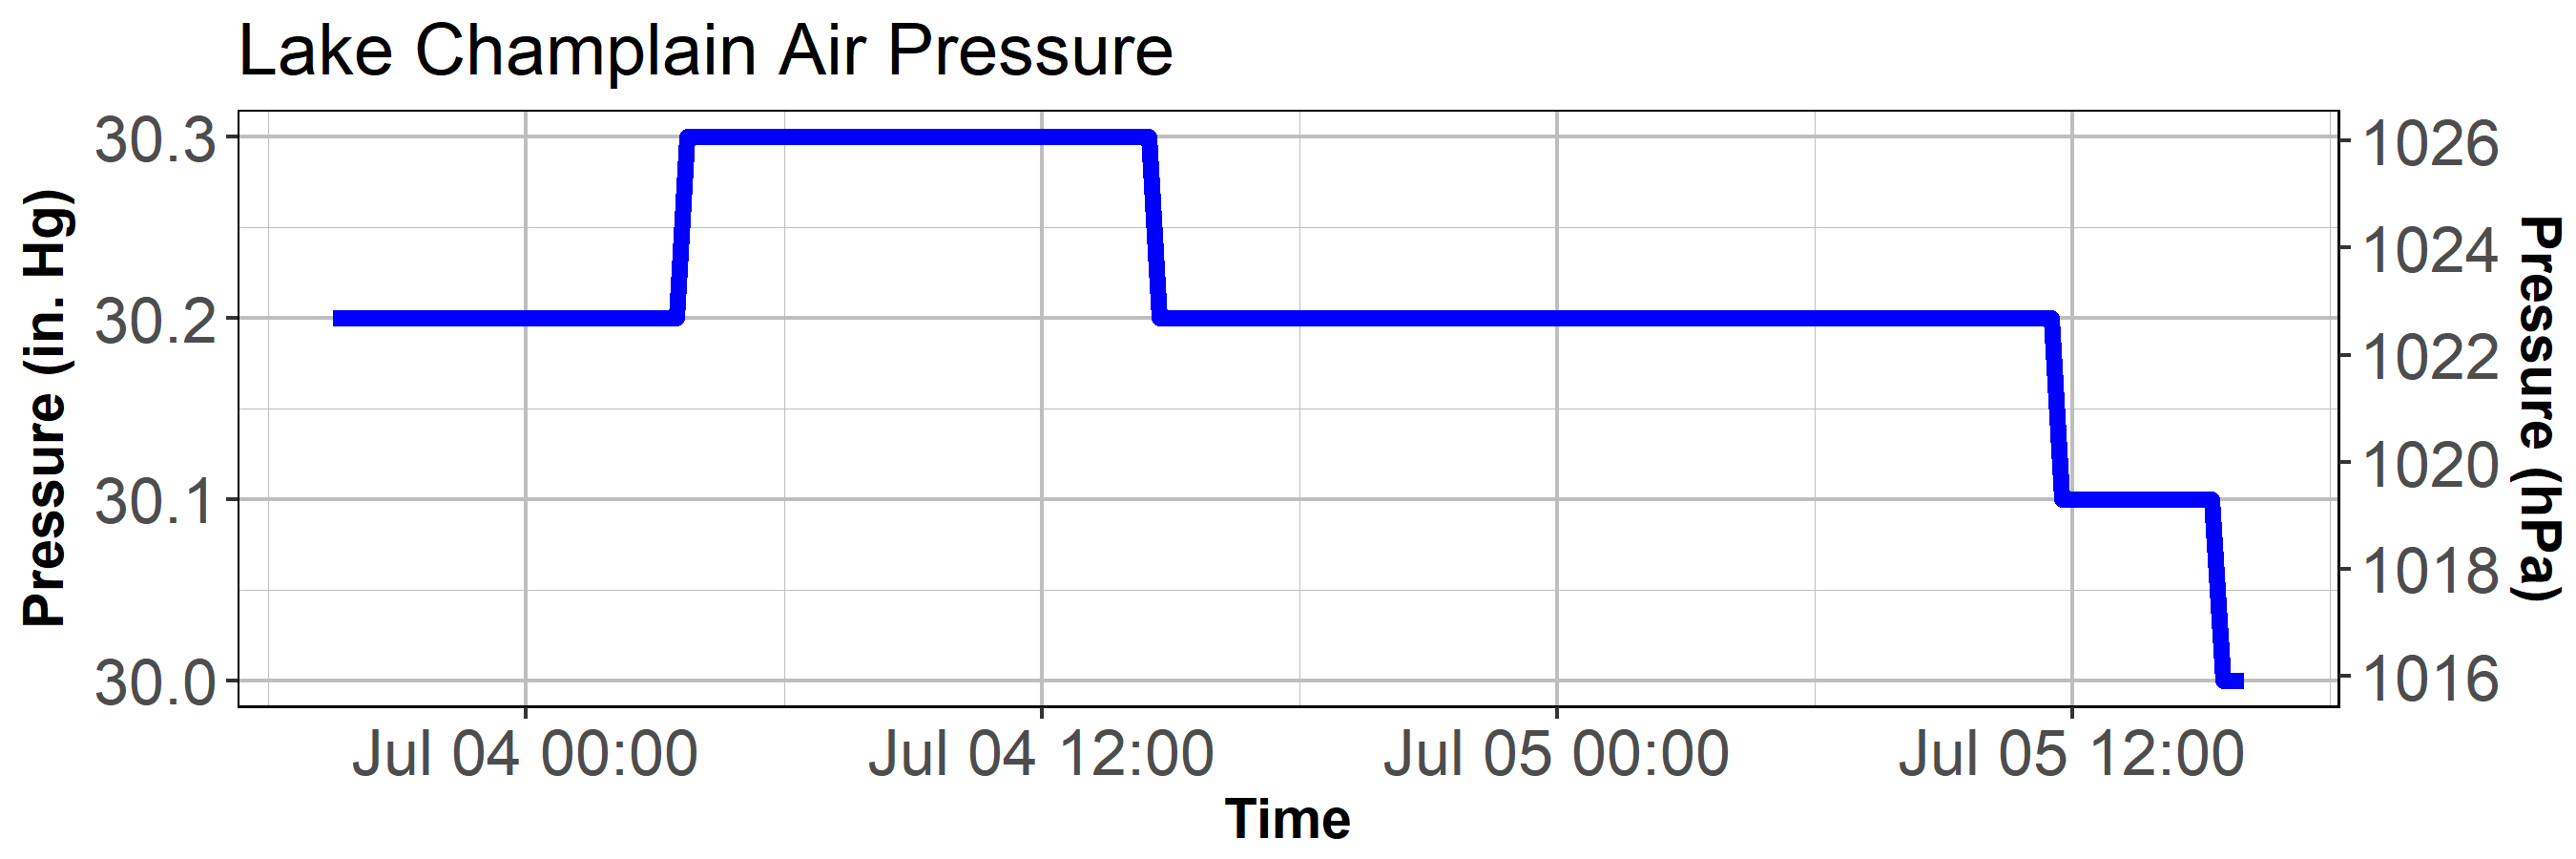 Lake Champlain Air Pressure
Pressure (in. Hg)
30.3
30.2
30.1
30.0
1026
1024
1022
1020
1018
1016
Pressure (hPa)
Jul 04 00:00 Jul 04 12:00 Jul 05 00:00 Jul 05 12:00
Time